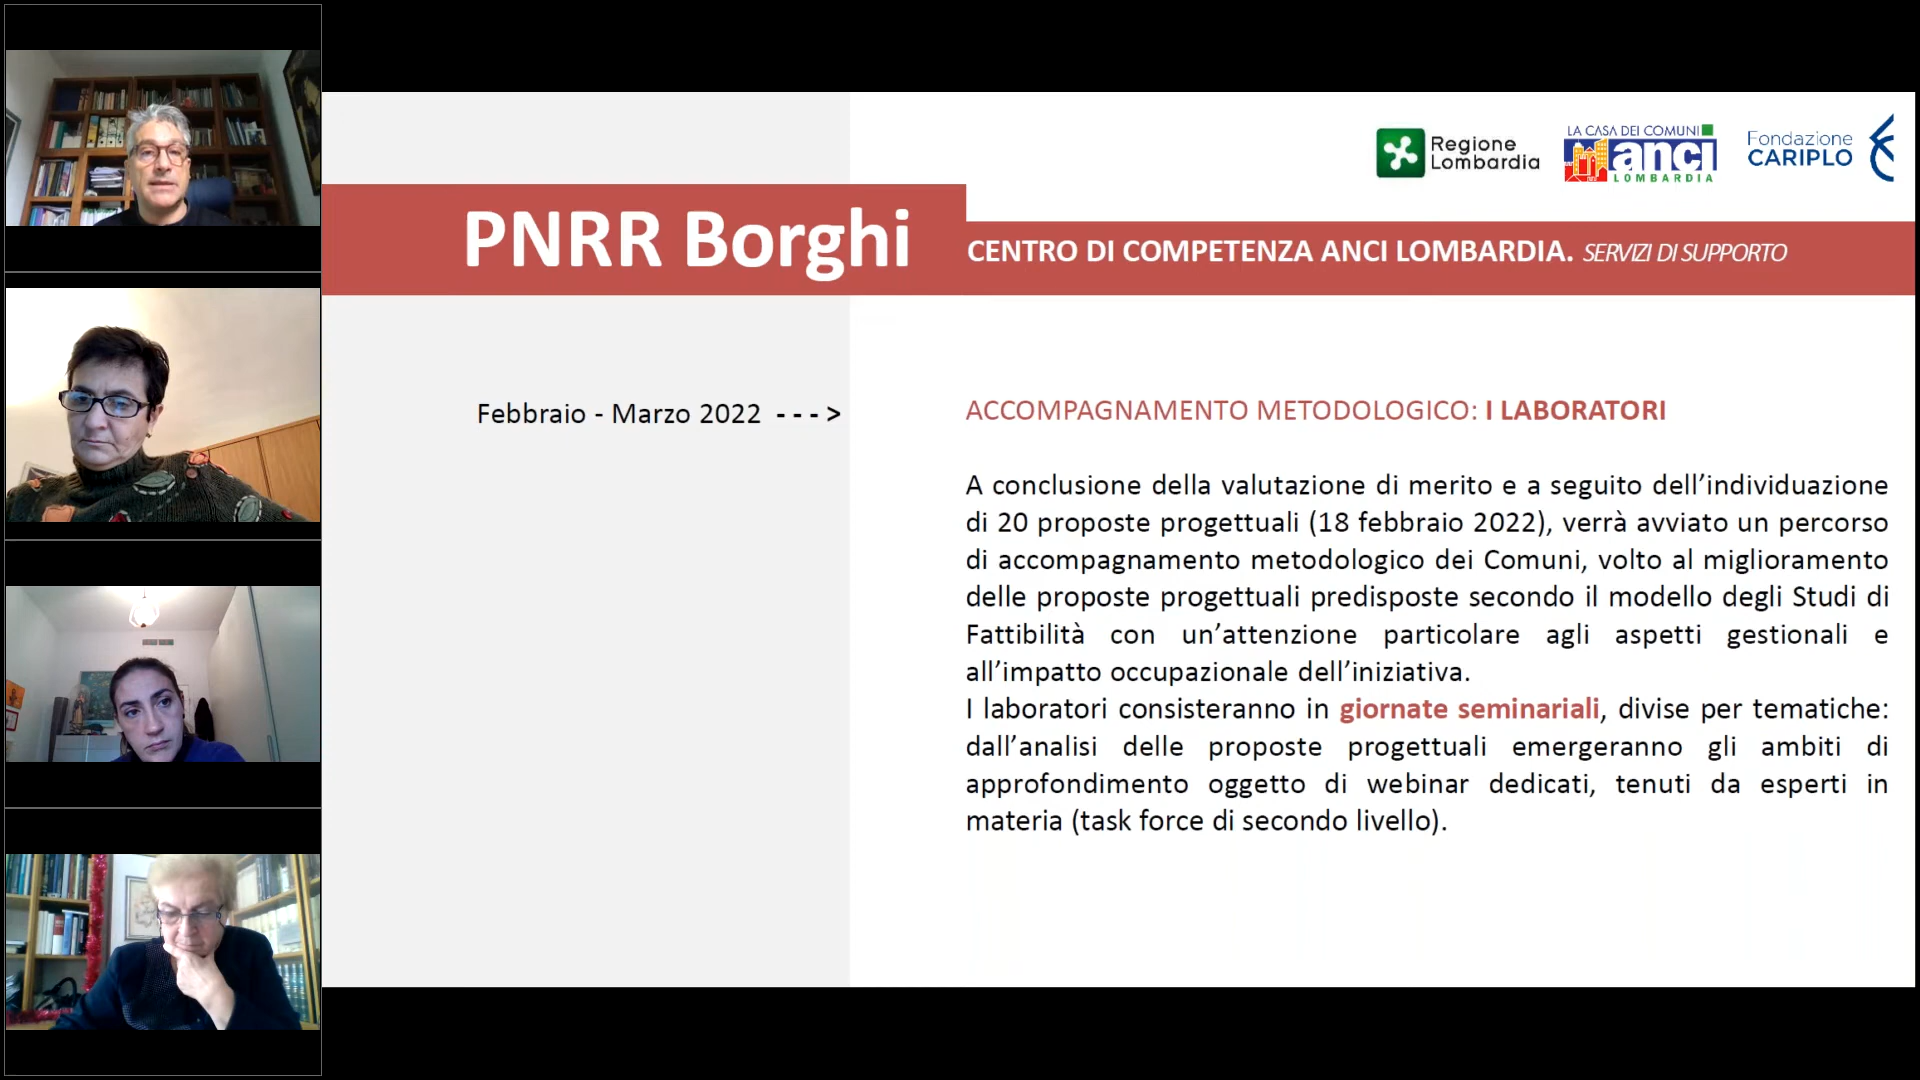 Regione
Lombardia
LA CASA DEI COMUNI
anci
LOMBARDIA
Fondazione
CARIPLO
PNRR Borghi
CENTRO DI COMPETENZA ANCI LOMBARDIA. SERVIZI DI SUPPORTO
Febbraio - Marzo 2022 - - - >
ACCOMPAGNAMENTO METODOLOGICO: I LABORATORI
A conclusione della valutazione di merito e a seguito dell’individuazione
di 20 proposte progettuali (18 febbraio 2022), verrà avviato un percorso
di accompagnamento metodologico dei Comuni, volto al miglioramento
delle proposte progettuali predisposte secondo il modello degli Studi di
Fattibilità con un’attenzione particolare agli aspetti gestionali e
all’impatto occupazionale dell’iniziativa.
I laboratori consisteranno in giornate seminariali, divise per tematiche:
dall’analisi delle proposte progettuali emergeranno gli ambiti di
approfondimento oggetto di webinar dedicati, tenuti da esperti in
materia (task force di secondo livello).